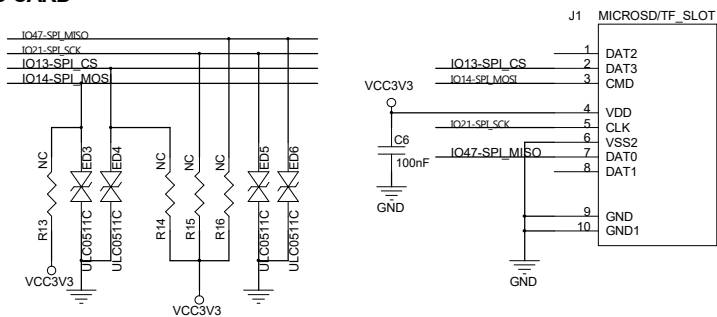 J1 MICROSD/TF_SLOT
IO47-SPI_MISO
IO21-SPI_SCK
IO13-SPI_CS
IO14-SPI_MOSI
NC
ED3
ED4
NC
NC
NC
ED5
ED6
R13
ULC0511C
ULC0511C
R14
R15
R16
ULC0511C
ULC0511C
VCC3V3
VCC3V3
VCC3V3
C6
100nF
GND
1 DAT2
IO13-SPI_CS 2 DAT3
IO14-SPI_MOSI 3 CMD
4 VDD
IO21-SPI_SCK 5 CLK
6 VSS2
IO47-SPI_MISO 7 DAT0
8 DAT1
9 GND
10 GND1
GND